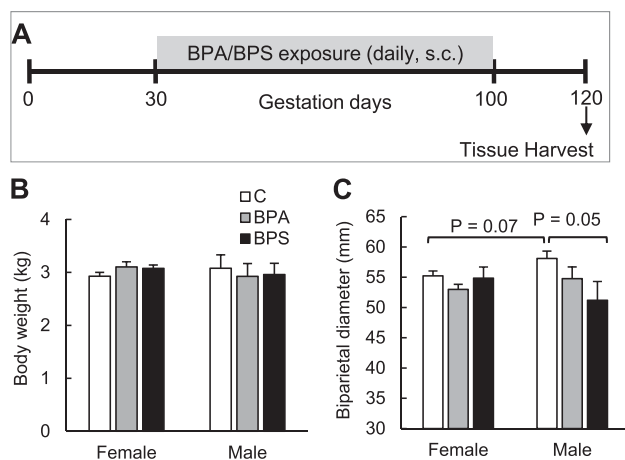 A
BPA/BPS exposure (daily, s.c.)
0 30 Gestation days 100 120
Tissue Harvest
B
C
BPA
BPS
Body weight (kg)
4
3
2
1
0
Female Male
C
P = 0.07 P = 0.05
Biparietal diameter (mm)
65
60
55
50
45
40
35
30
Female Male